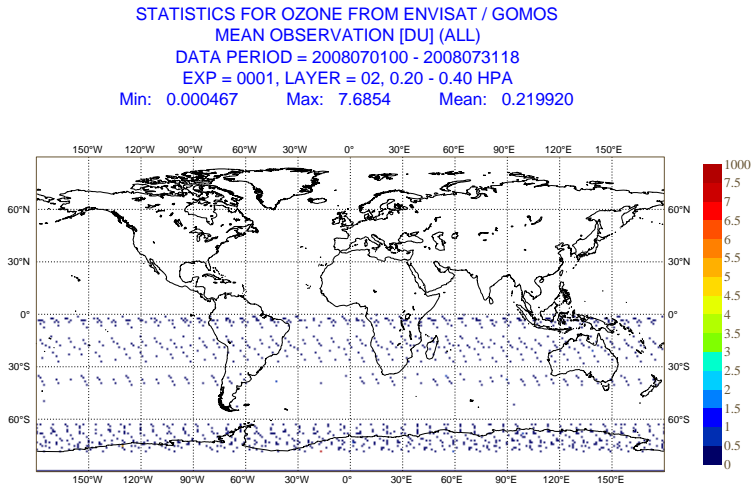 STATISTICS FOR OZONE FROM ENVISAT / GOMOS
MEAN OBSERVATION [DU] (ALL)
DATA PERIOD = 2008070100 - 2008073118
EXP = 0001, LAYER = 02, 0.20 - 0.40 HPA
Min: 0.000467 Max: 7.6854 Mean: 0.219920
150°W 120°W 90°W 60°W 30°W 0° 30°E 60°E 90°E 120°E 150°E
60°N 60°N
30°N 30°N
0° 0°
30°S 30°S
60°S 60°S
150°W 120°W 90°W 60°W 30°W 0° 30°E 60°E 90°E 120°E 150°E
1000
7.5
7
6.5
6
5.5
5
4.5
4
3.5
3
2.5
2
1.5
1
0.5
0